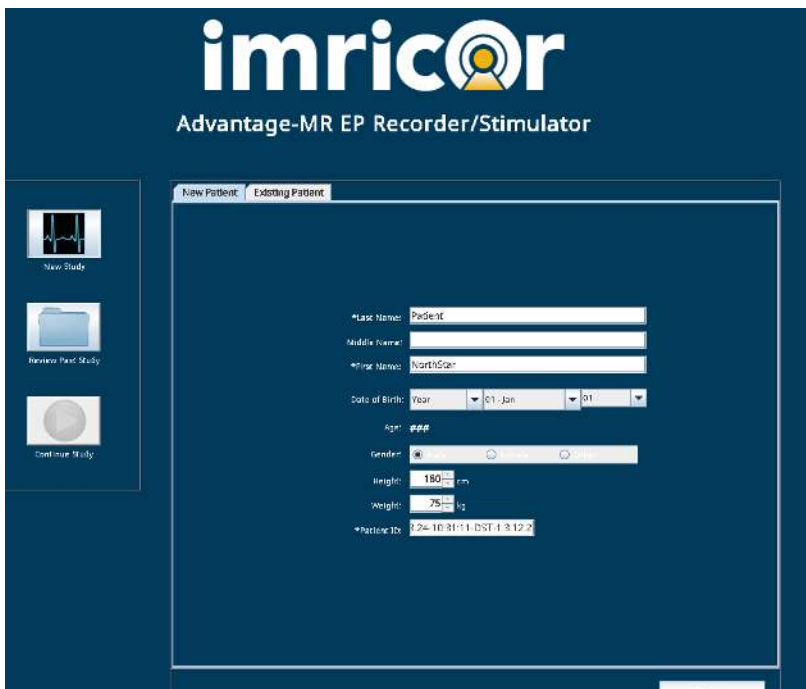 imricor
Advantage-MR EP Recorder/Stimulator
New Patient Existing Patient
New Study
Review Past Study
Continue Study
*Last Name: Patient
Middle Name:
*First Name: NorthStar
Date of Birth: Year 01 - Jan 01
Age: ###
Gender:
Height: 180 cm
Weight: 75 kg
*Patient ID: